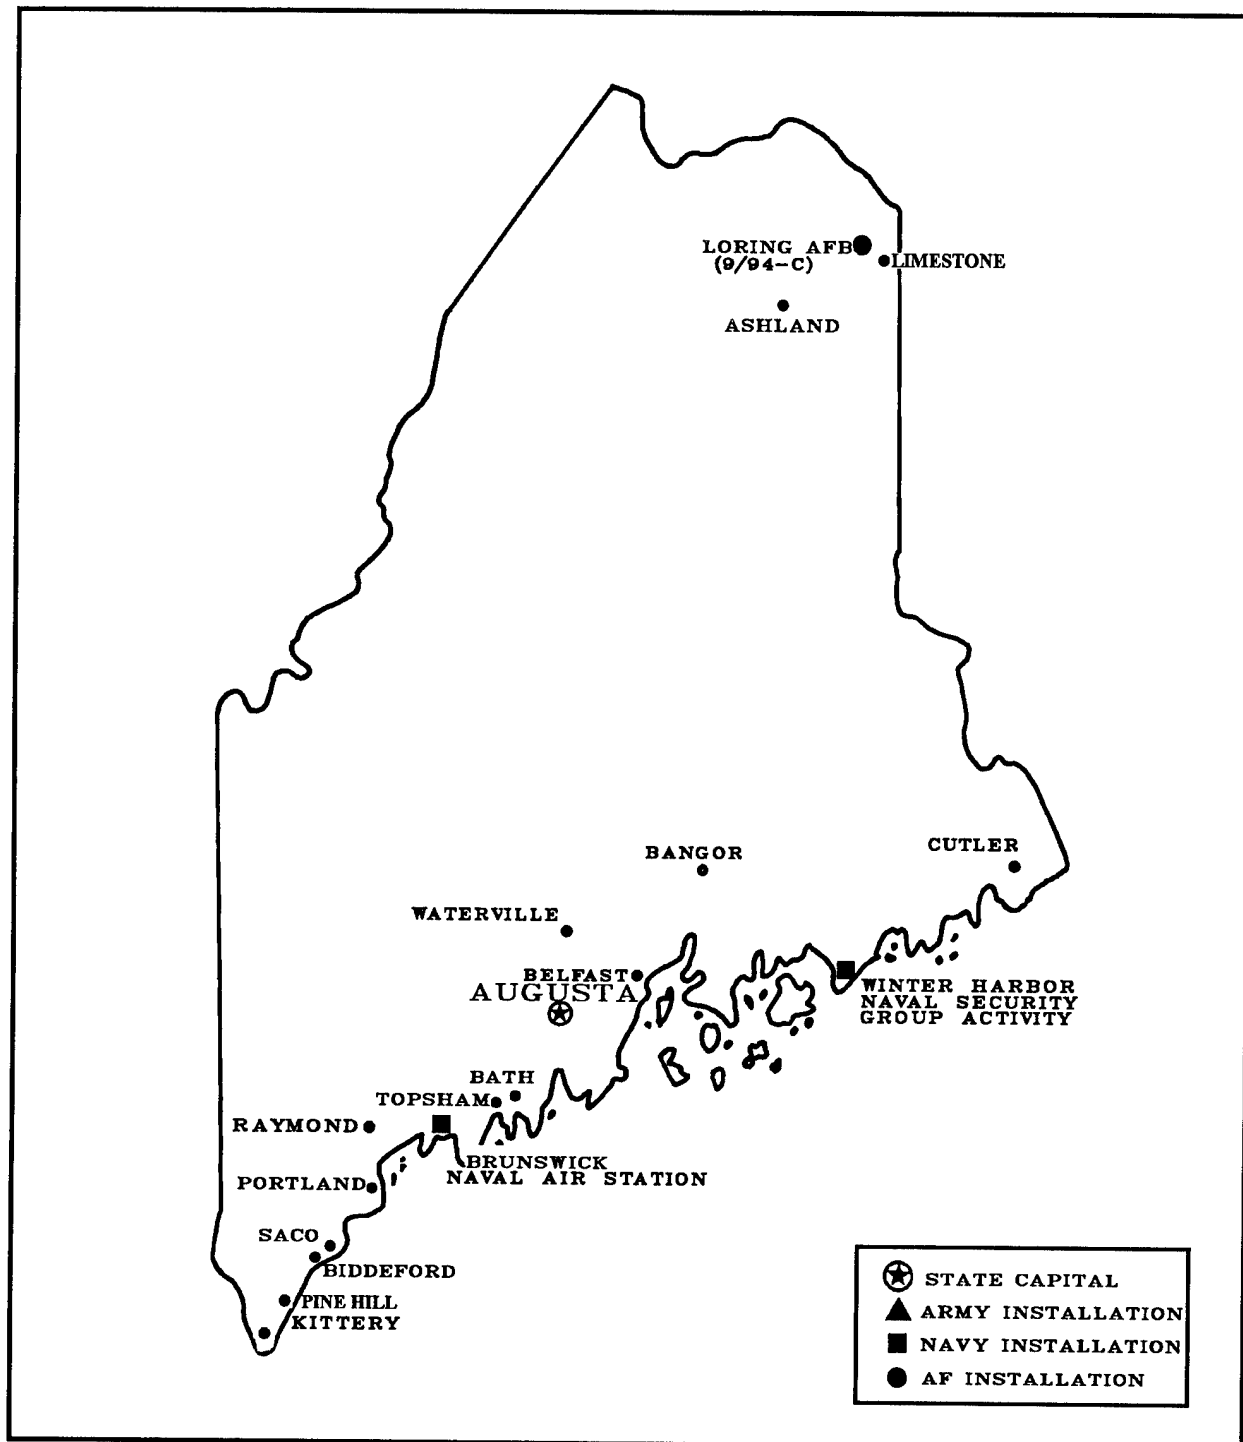 LORING AFB
(9/94-C)
LIMESTONE
ASHLAND
CUTLER
BANGOR
WATERVILLE
BELFAST
AUGUSTA
WINTER HARBOR
NAVAL SECURITY
GROUP ACTIVITY
BATH
TOPSHAM
RAYMOND
BRUNSWICK
NAVAL AIR STATION
PORTLAND
SACO
BIDDEFORD
PINE HILL
KITTERY
STATE CAPITAL
ARMY INSTALLATION
NAVY INSTALLATION
AF INSTALLATION